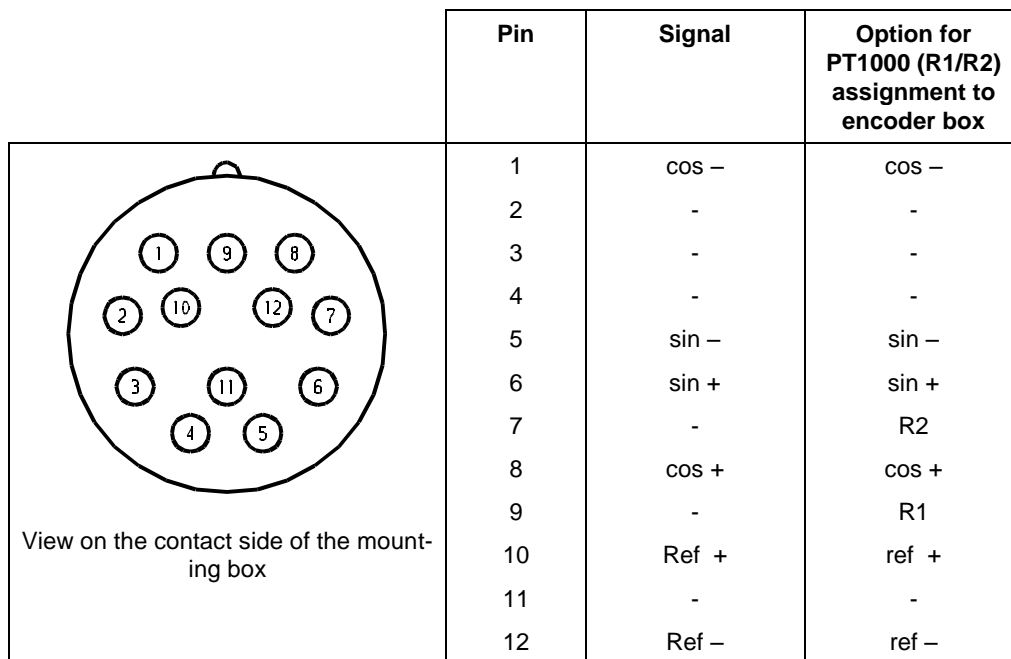 Pin Signal Option for
PT1000 (R1/R2)
assignment to
encoder box
1 9 8
10 12
2 7
3 11 6
4 5
View on the contact side of the mount-
ing box
1 cos – cos –
2 - -
3 - -
4 - -
5 sin – sin –
6 sin + sin +
7 - R2
8 cos + cos +
9 - R1
10 Ref + ref +
11 - -
12 Ref – ref –